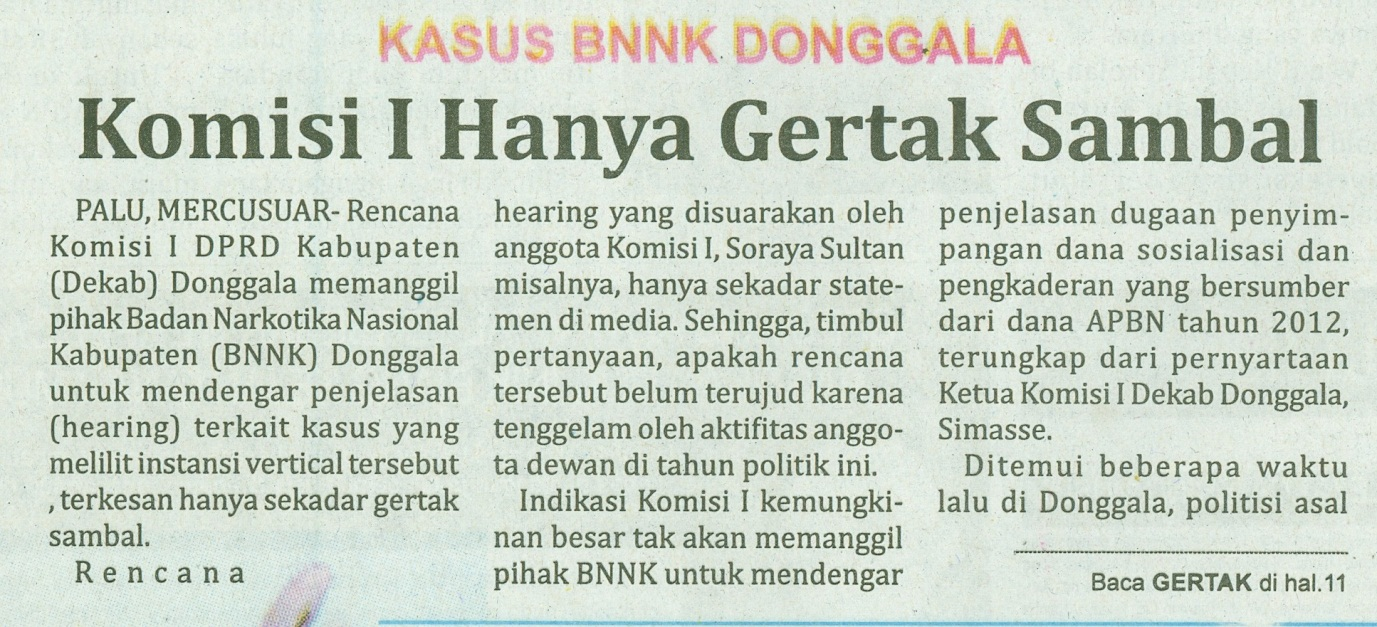 KASUS BNNK DONGGALA
Komisi I Hanya Gertak Sambal
PALU, MERCUSUAR- Rencana
Komisi I DPRD Kabupaten
(Dekab) Donggala memanggil
pihak Badan Narkotika Nasional
Kabupaten (BNNK) Donggala
untuk mendengar penjelasan
(hearing) terkait kasus yang
melilit instansi vertical tersebut
, terkesan hanya sekadar gertak
sambal.
Rencana
hearing yang disuarakan oleh
anggota Komisi I, Soraya Sultan
misalnya, hanya sekadar state-
men di media. Sehingga, timbul
pertanyaan, apakah rencana
tersebut belum terujud karena
tenggelam oleh aktifitas anggo-
ta dewan di tahun politik ini.
Indikasi Komisi I kemungki-
nan besar tak akan memanggil
pihak BNNK untuk mendengar
penjelasan dugaan penyim-
pangan dana sosialisasi dan
pengkaderan yang bersumber
dari dana APBN tahun 2012,
terungkap dari pernyartaan
Ketua Komisi I Dekab Donggala,
Simasse.
Ditemui beberapa waktu
lalu di Donggala, politisi asal
Baca GERTAK di hal.11